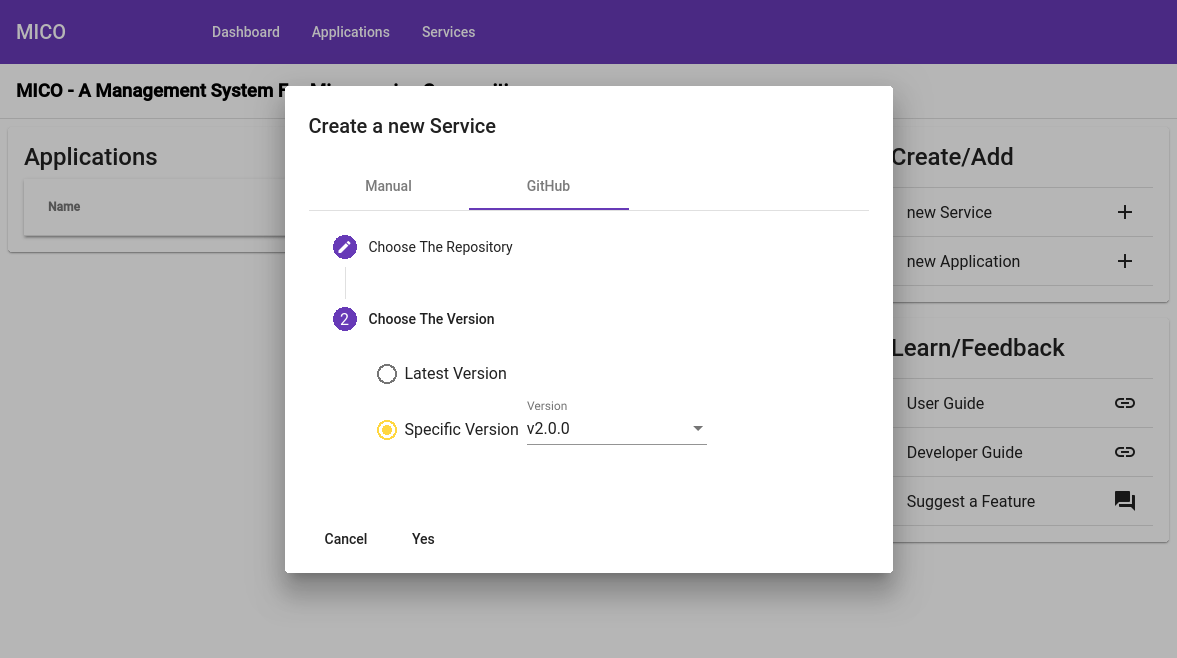 MICO
Dashboard Applications Services
MICO - A Management System
Applications
Name
Create a new Service
Manual GitHub
Choose The Repository
2 Choose The Version
Latest Version
Specific Version
Version
v2.0.0
Cancel Yes
Create/Add
new Service
new Application
Learn/Feedback
User Guide
Developer Guide
Suggest a Feature